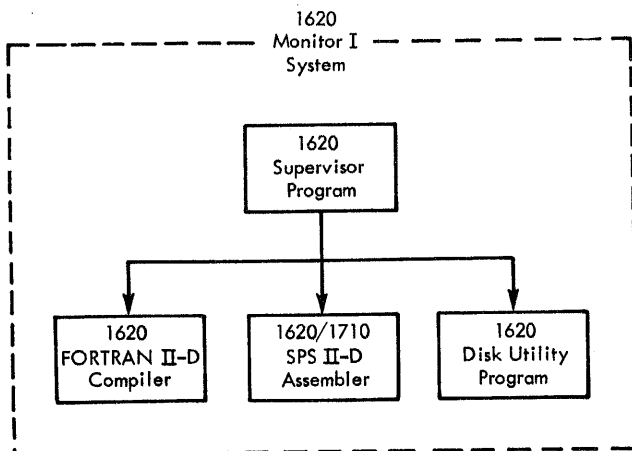 1620
Monitor I
System
1620
Supervisor
Program
1620
FORTRAN II-D
Compiler
1620/1710
SPS II-D
Assembler
1620
Disk Utility
Program